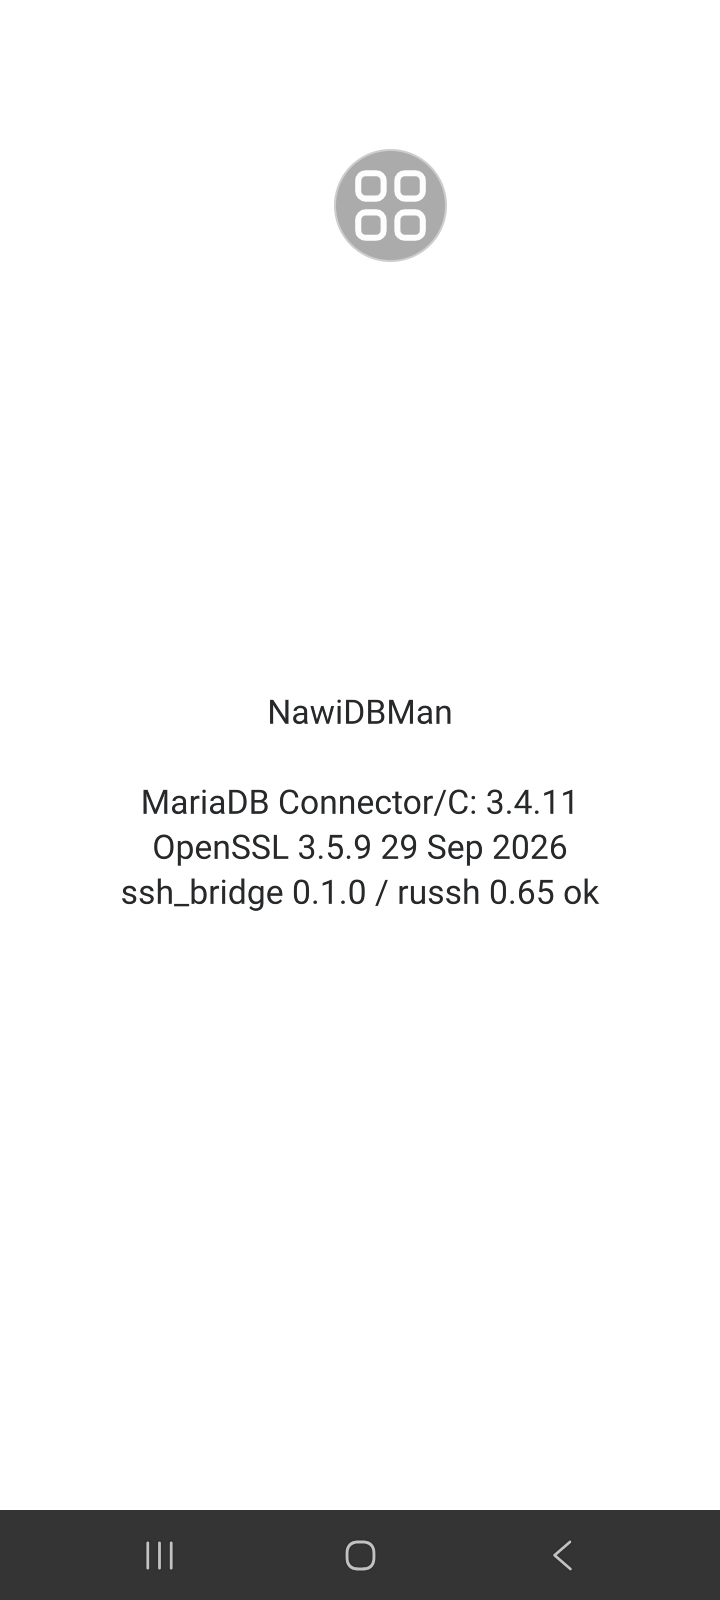 NawiDBMan
MariaDB Connector/C: 3.4.11
OpenSSL 3.5.9 29 Sep 2026
ssh_bridge 0.1.0 / russh 0.65 ok